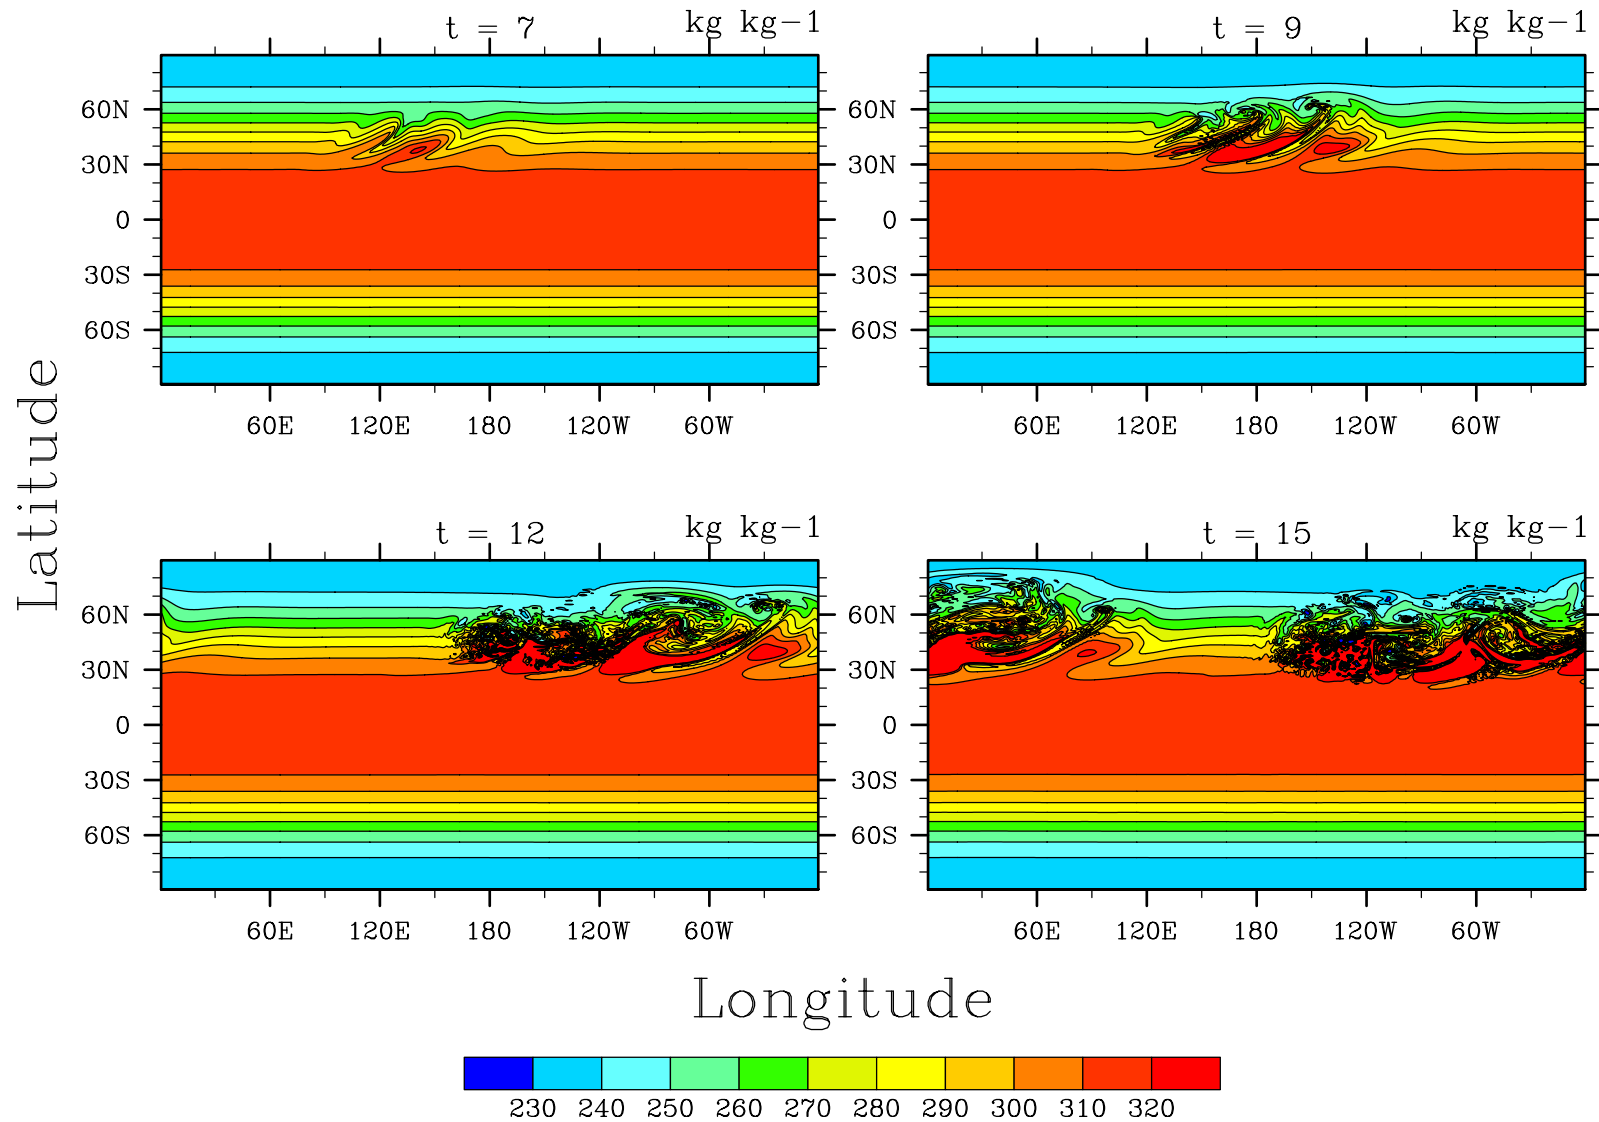 t = 7 kg kg-1
t = 9 kg kg-1
60N
30N
0
30S
60S
60E 120E 180 120W 60W
60N
30N
0
30S
60S
60E 120E 180 120W 60W
Latitude
t = 12 kg kg-1
t = 15 kg kg-1
60N
30N
0
30S
60S
60E 120E 180 120W 60W
60N
30N
0
30S
60S
60E 120E 180 120W 60W
Longitude
230 240 250 260 270 280 290 300 310 320